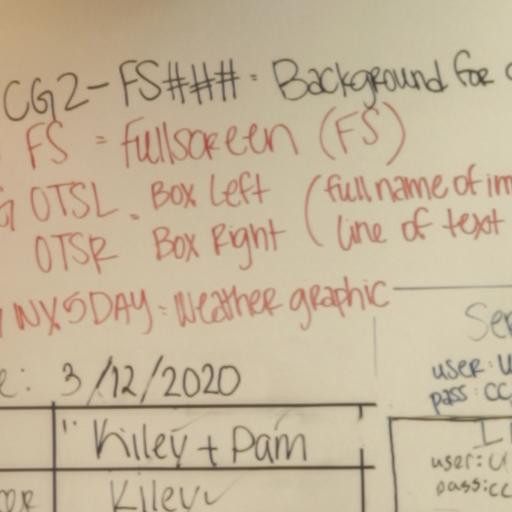 CG2-FS###= Background for
FS = fullscreen (FS)
OTSL. Box Left (full name of im
OTSR Box Right (line of text
WX5DAY= Weather graphic
Ser
user: U
pass: cc
e: 3/12/2020
" Kiley + Pam
user: U
OR Kiley
pass: cc